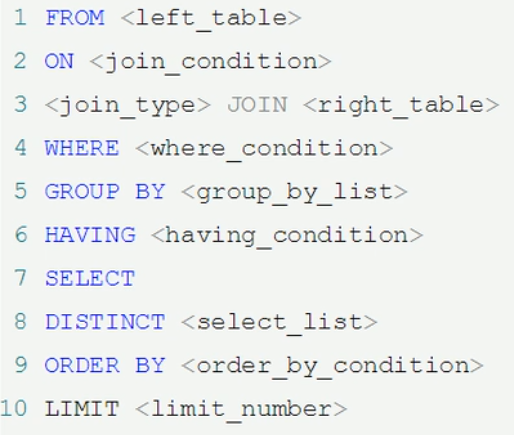 1 FROM <left_table>
2 ON <join_condition>
3 <join_type> JOIN <right_table>
4 WHERE <where_condition>
5 GROUP BY <group_by_list>
6 HAVING <having_condition>
7 SELECT
8 DISTINCT <select_list>
9 ORDER BY <order_by_condition>
10 LIMIT <limit_number>